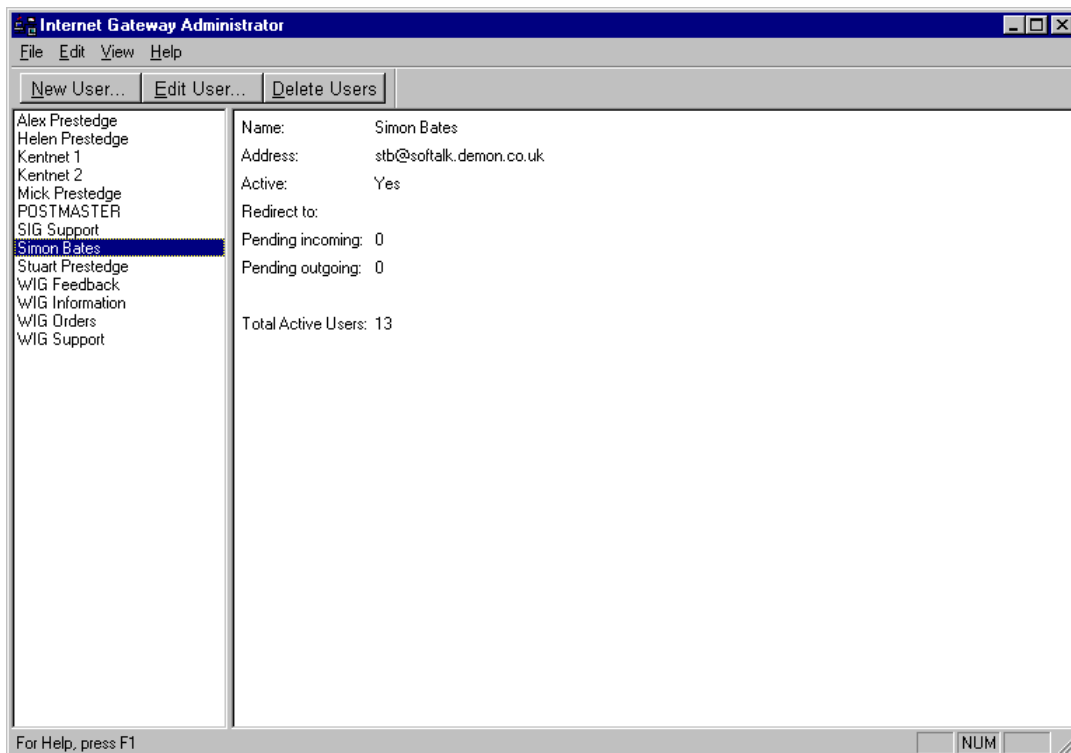 Internet Gateway Administrator
File Edit View Help
New User... Edit User... Delete Users
Alex Prestedge
Helen Prestedge
Kentnet 1
Kentnet 2
Mick Prestedge
POSTMASTER
SIG Support
Simon Bates
Stuart Prestedge
WIG Feedback
WIG Information
WIG Orders
WIG Support
Name: Simon Bates
Address: stb@softalk.demon.co.uk
Active: Yes
Redirect to:
Pending incoming: 0
Pending outgoing: 0
Total Active Users: 13
For Help, press F1
NUM